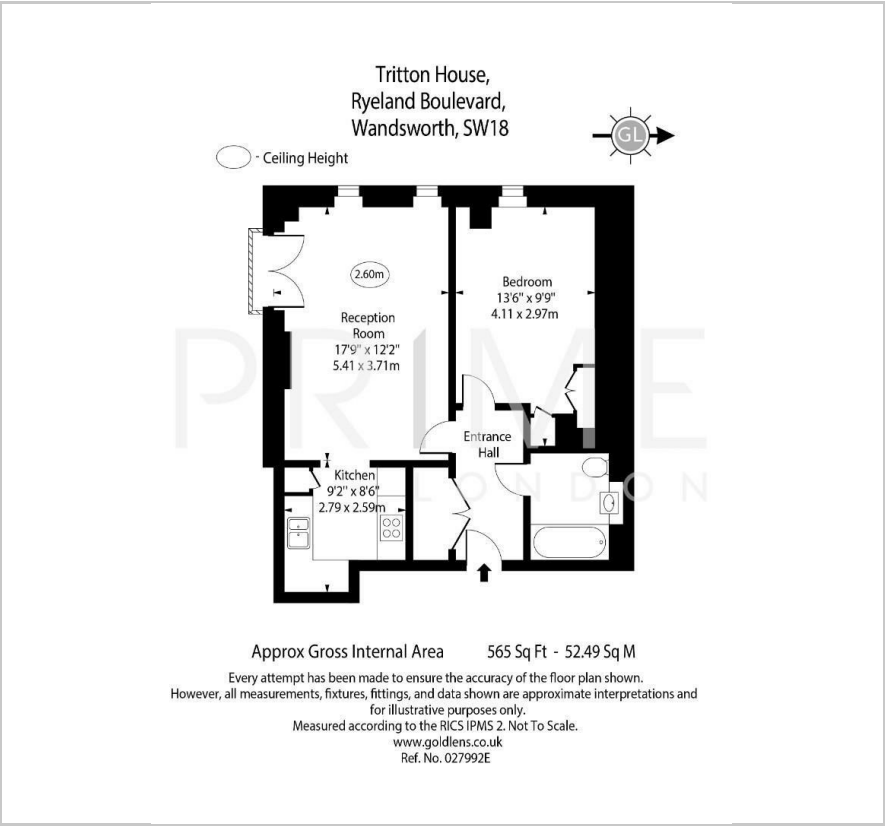 Tritton House,
Ryeland Boulevard,
Wandsworth, SW18
GL
- Ceiling Height
2.60m
Bedroom
13'6" x 9'9"
4.11 x 2.97m
Reception
Room
17'9" x 12'2"
5.41 x 3.71m
PRIME
LONDON
Entrance
Hall
Kitchen
9'2" x 8'6"
2.79 x 2.59m
Approx Gross Internal Area 565 Sq Ft - 52.49 Sq M
Every attempt has been made to ensure the accuracy of the floor plan shown.
However, all measurements, fixtures, fittings, and data shown are approximate interpretations and
for illustrative purposes only.
Measured according to the RICS IPMS 2. Not To Scale.
www.goldlens.co.uk
Ref. No. 027992E